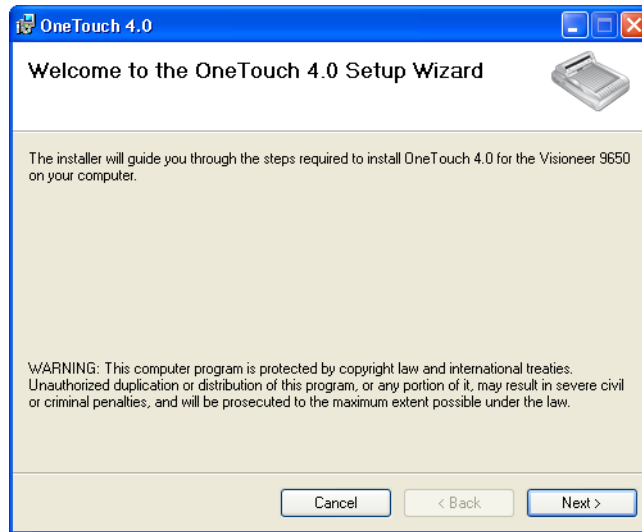 OneTouch 4.0
Welcome to the OneTouch 4.0 Setup Wizard
The installer will guide you through the steps required to install OneTouch 4.0 for the Visioneer 9650
on your computer.
WARNING: This computer program is protected by copyright law and international treaties.
Unauthorized duplication or distribution of this program, or any portion of it, may result in severe civil
or criminal penalties, and will be prosecuted to the maximum extent possible under the law.
Cancel < Back Next >